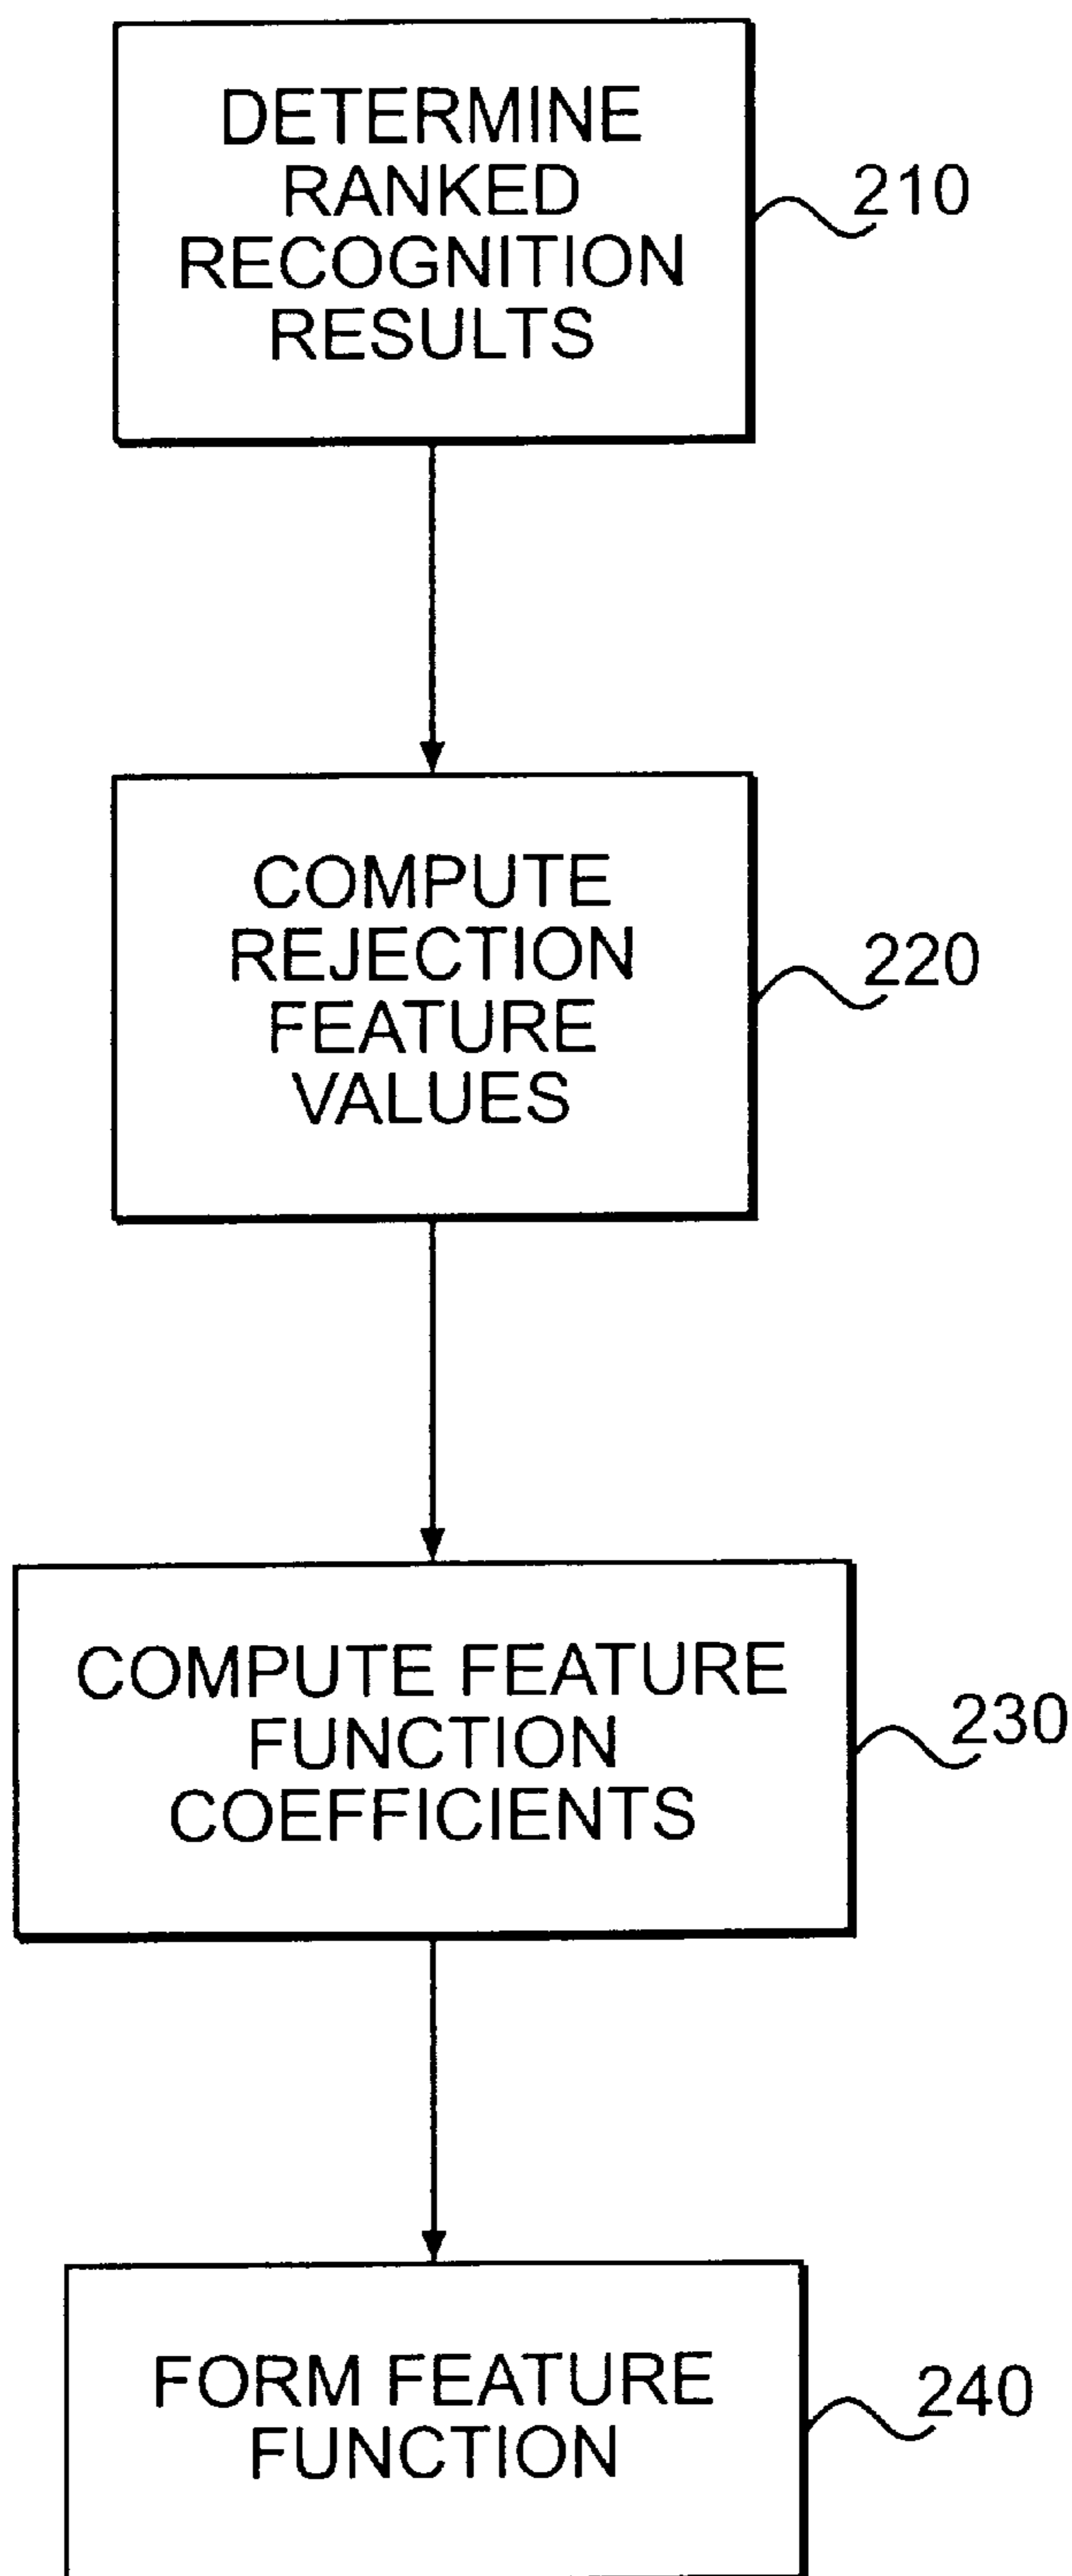 DETERMINE
RANKED
RECOGNITION
RESULTS
210
COMPUTE
REJECTION
FEATURE
VALUES
220
COMPUTE FEATURE
FUNCTION
COEFFICIENTS
230
FORM FEATURE
FUNCTION
240